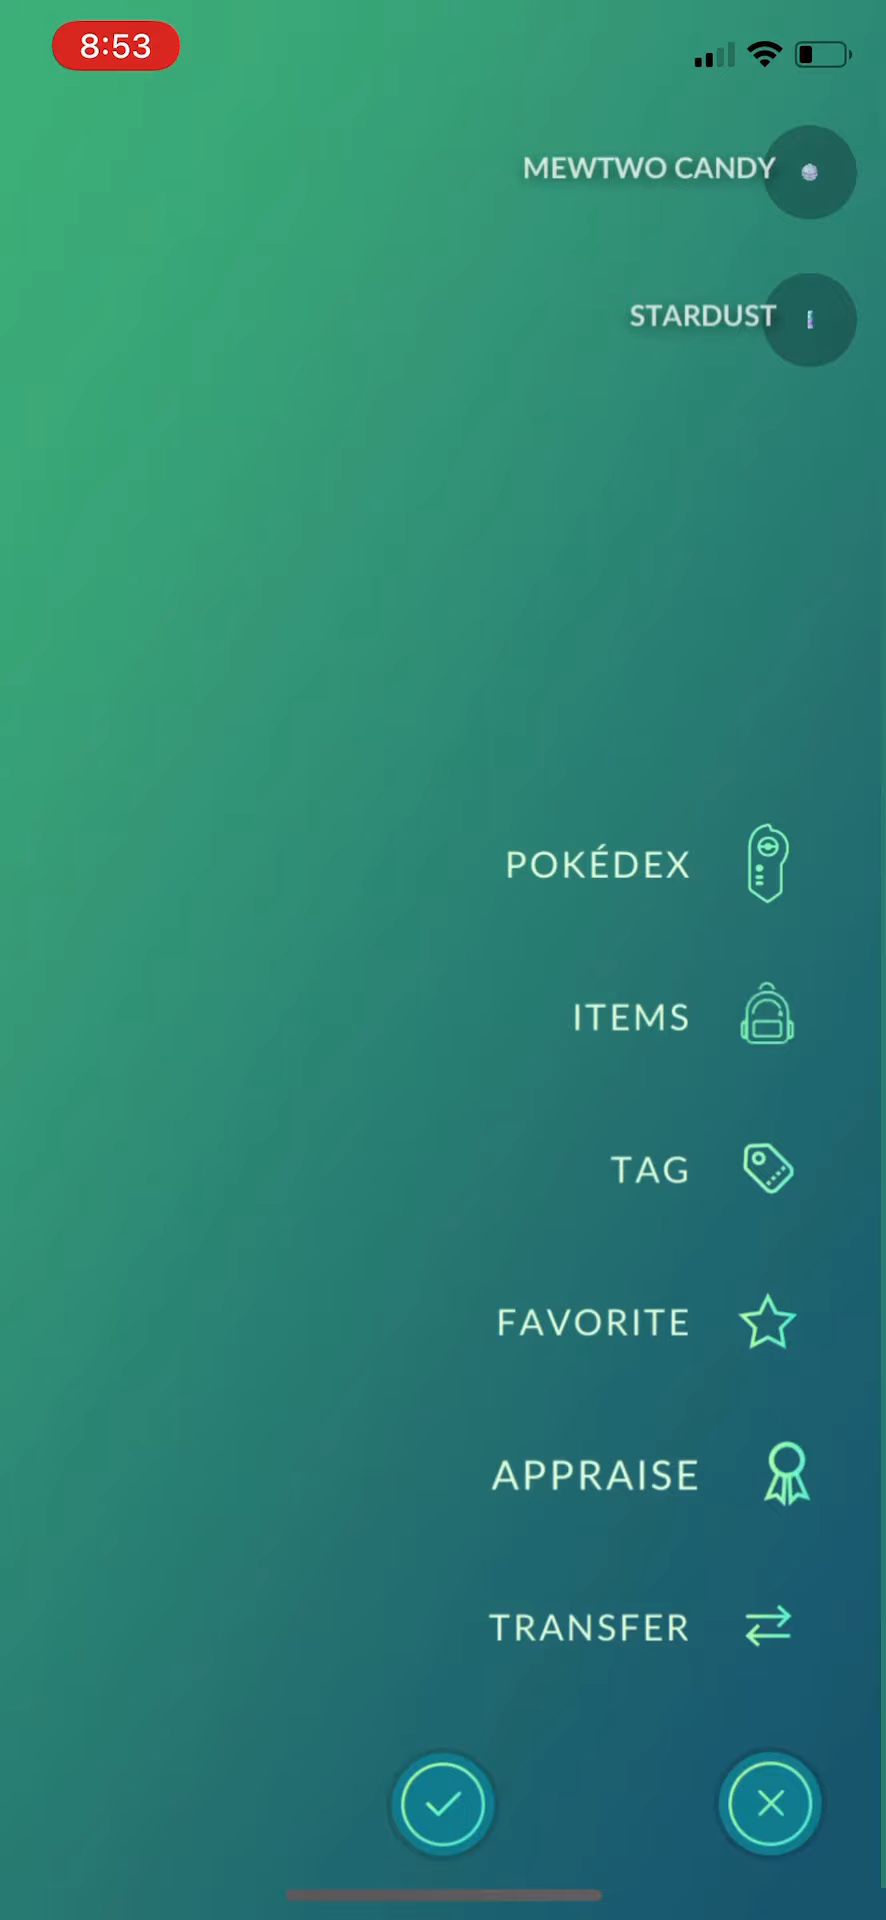 8:53
MEWTWO CANDY
STARDUST
POKÉDEX
ITEMS
TAG
FAVORITE
APPRAISE
TRANSFER